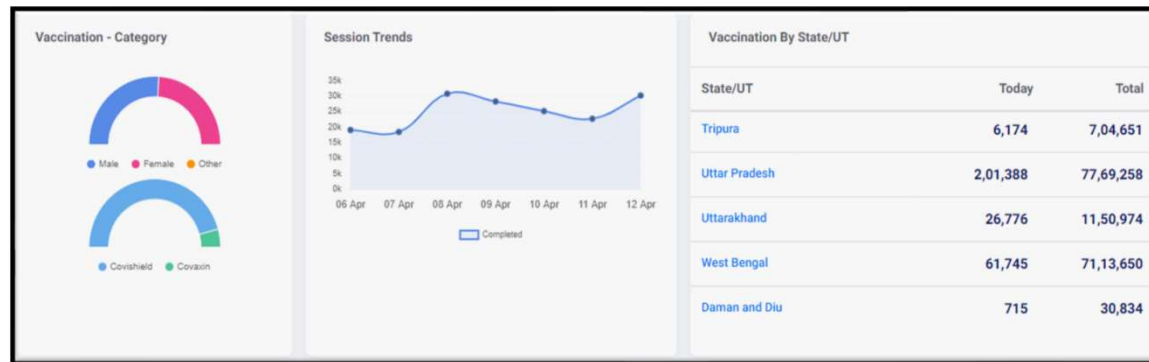 Vaccination - Category
Male Female Other
Covishield Covaxin
Session Trends
35k
30k
25k
20k
15k
10k
5k
0k
06 Apr 07 Apr 08 Apr 09 Apr 10 Apr 11 Apr 12 Apr
Completed
Vaccination By State/UT
State/UT Today Total
Tripura 6,174 7,04,651
Uttar Pradesh 2,01,388 77,69,258
Uttarakhand 26,776 11,50,974
West Bengal 61,745 71,13,650
Daman and Diu 715 30,834